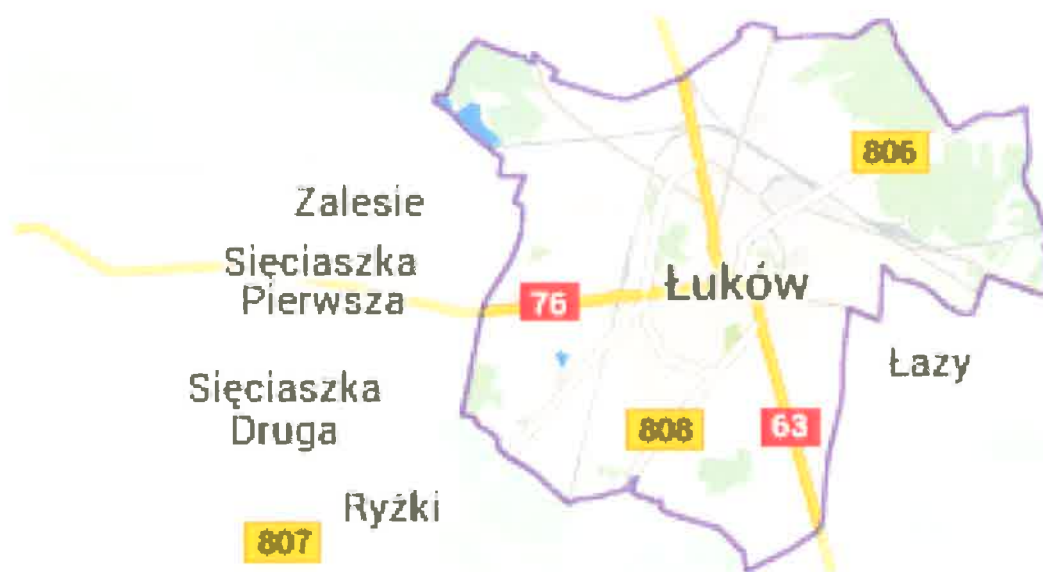 806
Zalesie
Sięciaszka
Pierwsza
76
Łuków
Łazy
Sięciaszka
Druga
808
63
Ryżki
807